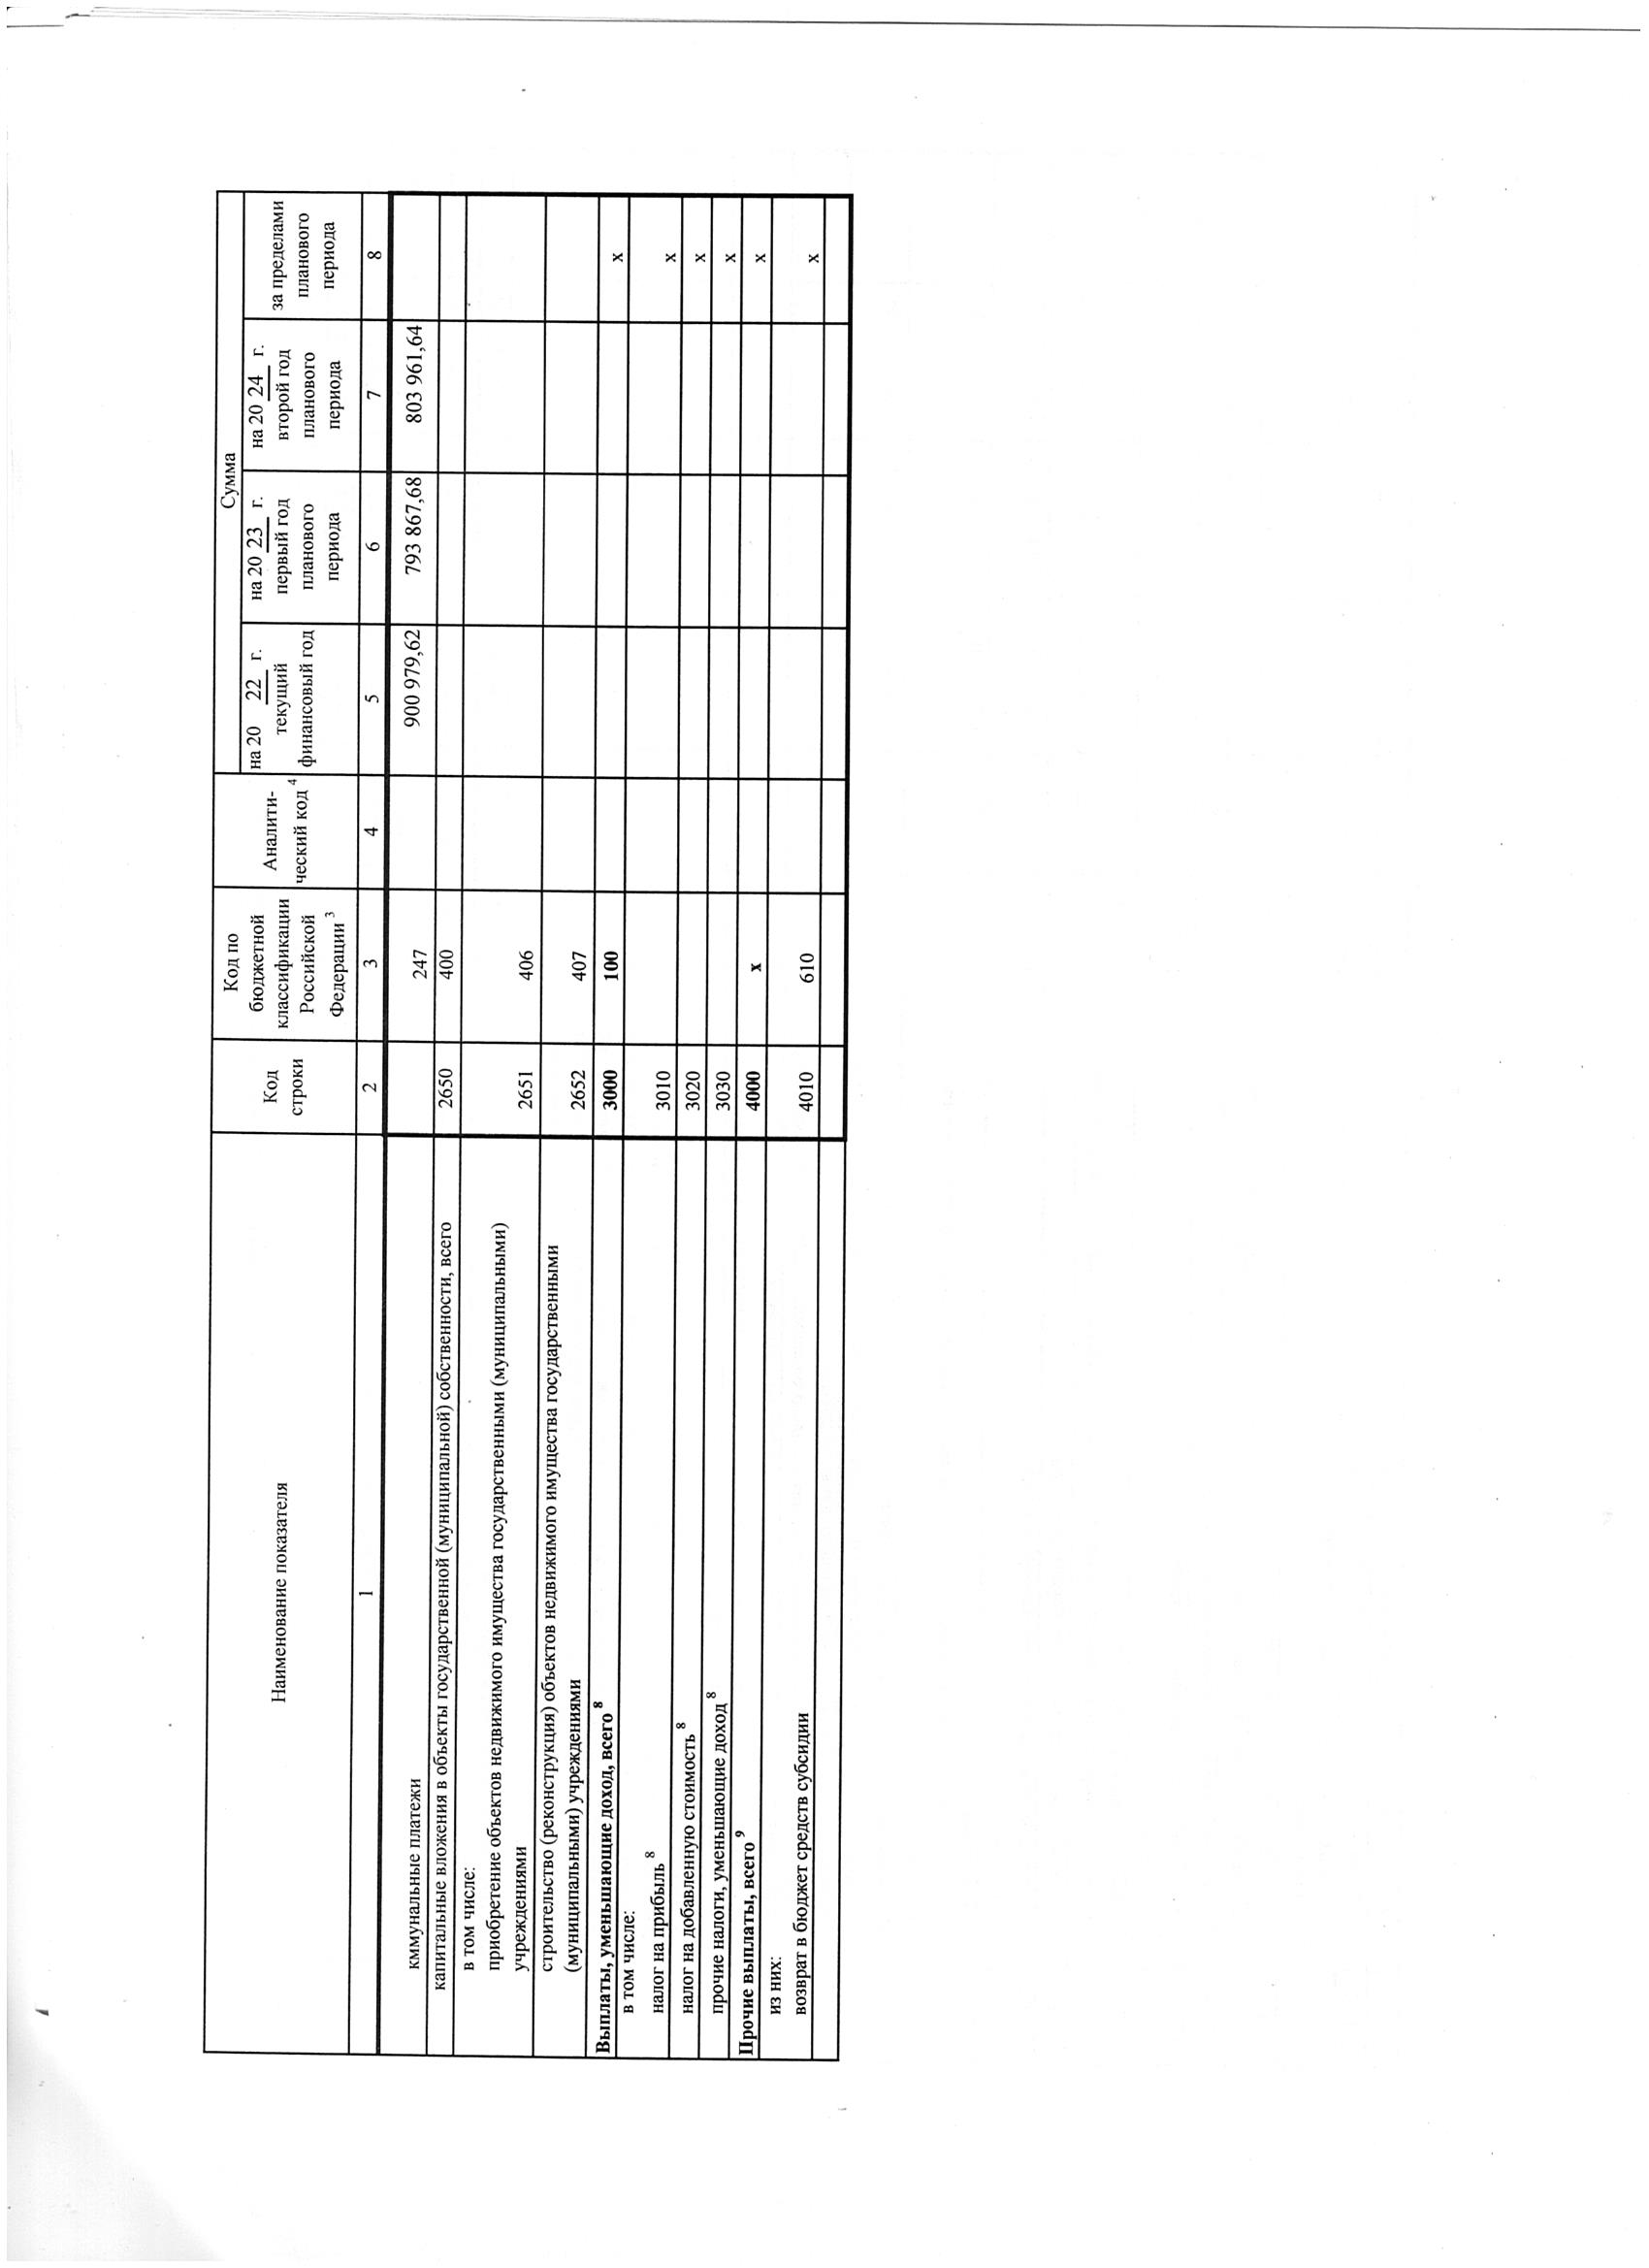 Наименование показателя
Код
строки
Код по
бюджетной
классификации
Российской
Федерации 3
Аналити-
ческий код 4
Сумма
на 20 22 г.
текущий
финансовый год
на 20 23 г.
первый год
планового
периода
на 20 24 г.
второй год
планового
периода
за пределами
планового
периода
1 2 3 4 5 6 7 8
кммунальные платежи 247 900 979,62 793 867,68 803 961,64
капитальные вложения в объекты государственной (муниципальной) собственности, всего 2650 400
в том числе:
приобретение объектов недвижимого имущества государственными (муниципальными)
учреждениями 2651 406
строительство (реконструкция) объектов недвижимого имущества государственными
(муниципальными) учреждениями 2652 407
Выплаты, уменьшающие доход, всего 8 3000 100 х
в том числе:
налог на прибыль 8 3010 х
налог на добавленную стоимость 8 3020 х
прочие налоги, уменьшающие доход 8 3030 х
Прочие выплаты, всего 9 4000 х х
из них:
возврат в бюджет средств субсидии 4010 610 х